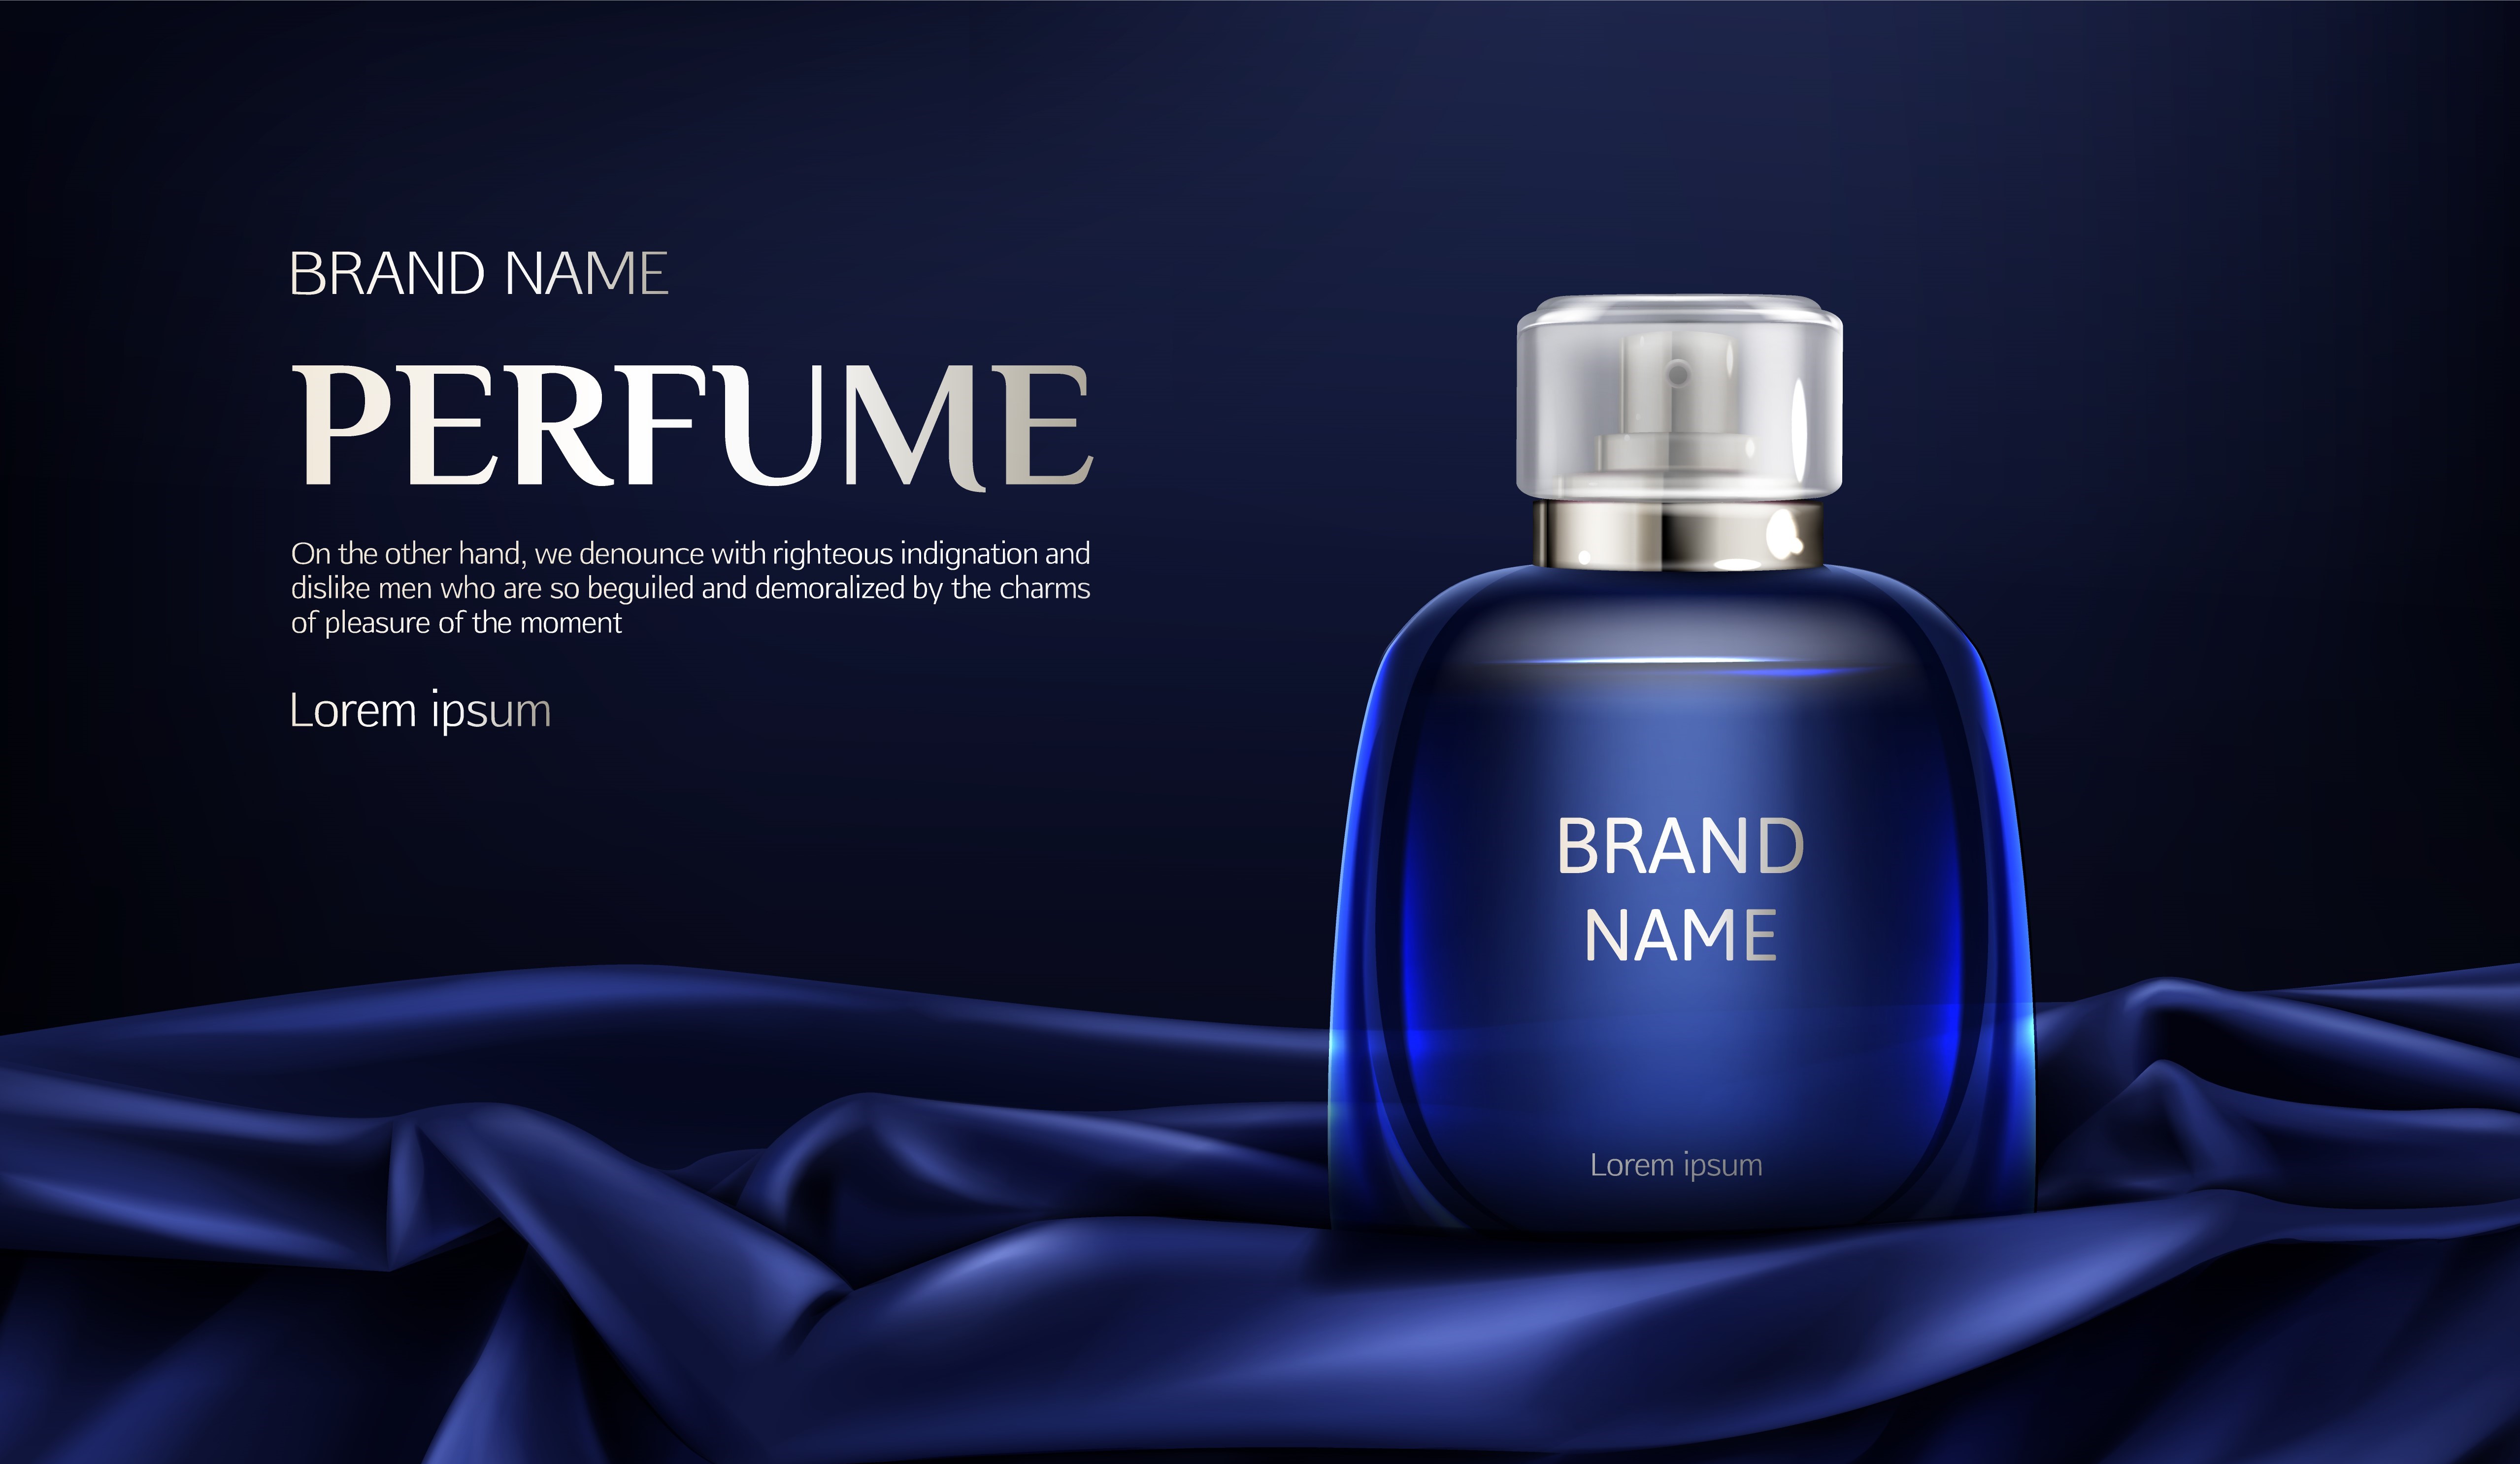 BRAND NAME
PERFUME
On the other hand, we denounce with righteous indignation and
dislike men who are so beguiled and demoralized by the charms
of pleasure of the moment
Lorem ipsum
BRAND
NAME
Lorem ipsum